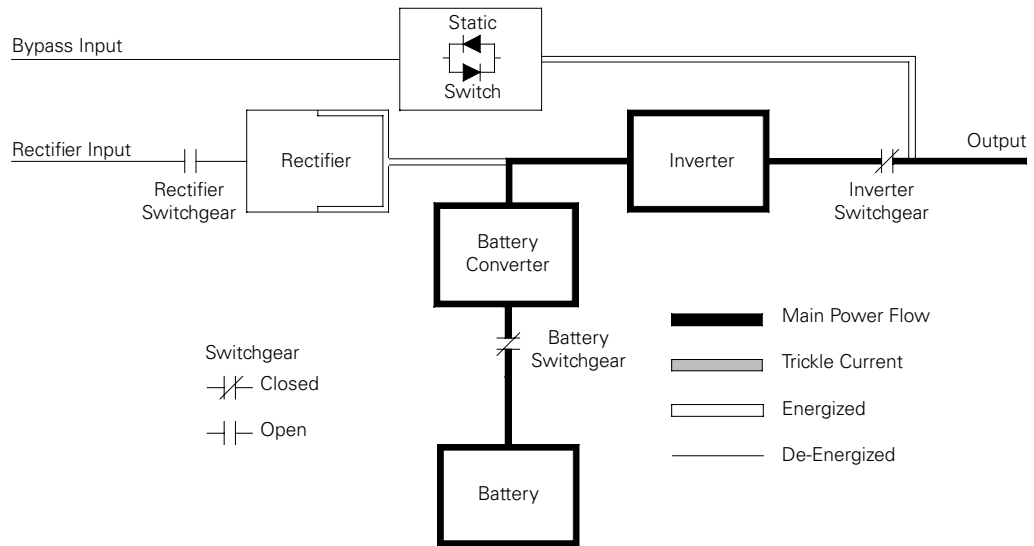 Static
Bypass Input
Switch
Rectifier Input
Rectifier
Inverter
Output
Rectifier
Switchgear
Inverter
Switchgear
Battery
Converter
Main Power Flow
Battery
Switchgear
Switchgear
Closed
Trickle Current
Energized
Open
De-Energized
Battery